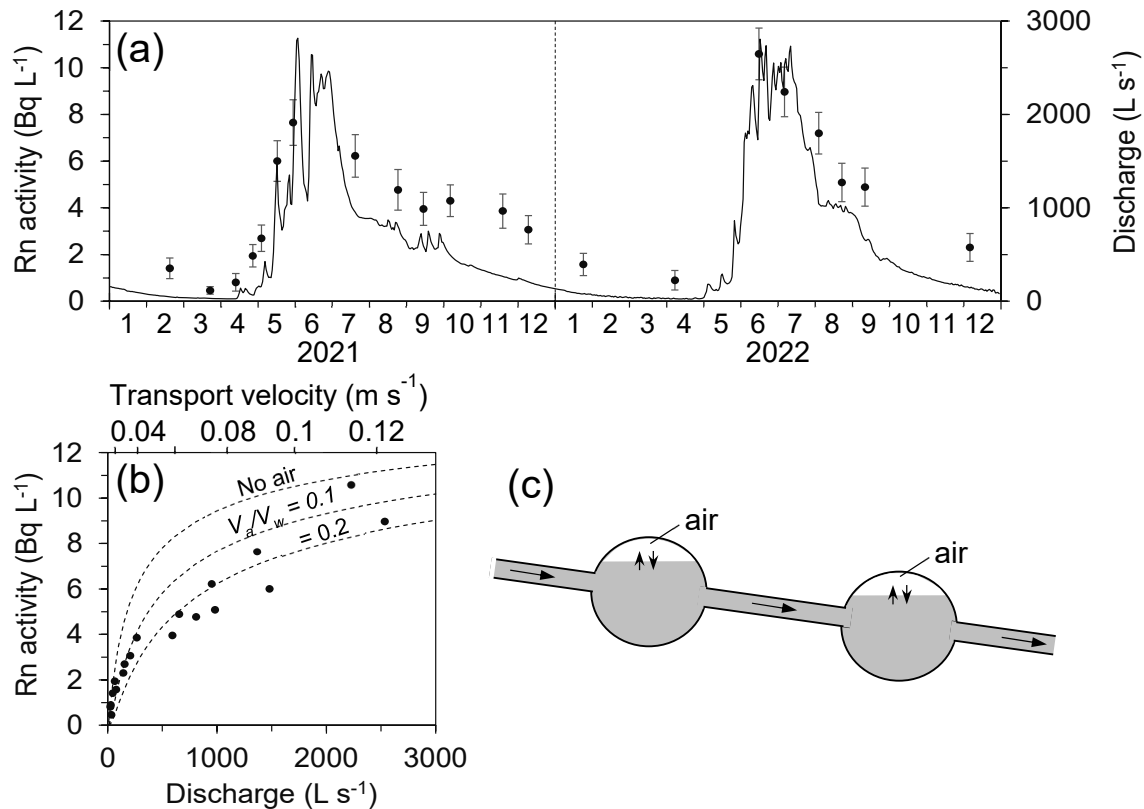 (a)
Rn activity (Bq L⁻¹)
12
10
8
6
4
2
0
3000
2000
1000
0
Discharge (L s⁻¹)
1 2 3 4 5 6 7 8 9 10 11 12 1 2 3 4 5 6 7 8 9 10 11 12
2021 2022
Transport velocity (m s⁻¹)
0.04 0.08 0.1 0.12
(b)
Rn activity (Bq L⁻¹)
12
10
8
6
4
2
0
No air
Vₐ/V_w = 0.1
= 0.2
0 1000 2000 3000
Discharge (L s⁻¹)
(c)
air
air